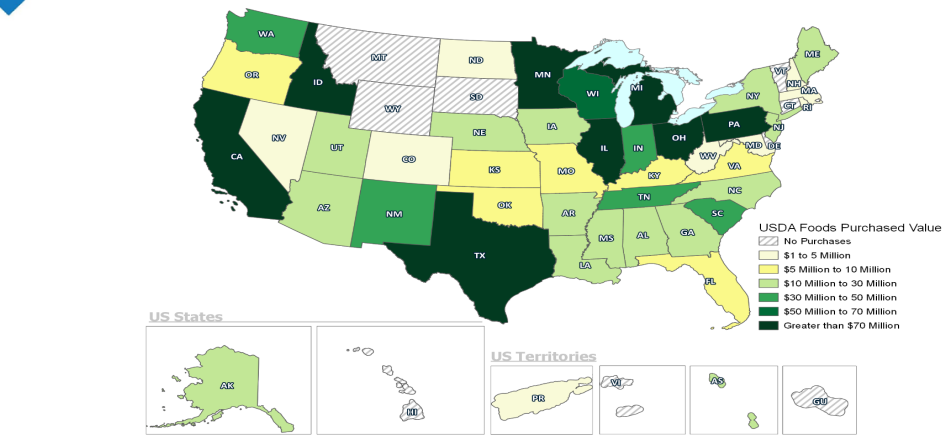 WA
MT
ND
MN
ME
OR
ID
SD
WI
MI
VT
NH
WY
NY
MA
CT
RI
NE
IA
PA
NJ
NV
UT
CO
IL
IN
OH
MD
DE
CA
KS
MO
WV
VA
KY
AZ
NM
OK
AR
TN
NC
SC
TX
MS
AL
GA
LA
FL
USDA Foods Purchased Value
No Purchases
$1 to 5 Million
$5 Million to 10 Million
$10 Million to 30 Million
$30 Million to 50 Million
$50 Million to 70 Million
Greater than $70 Million
US States
AK
HI
US Territories
PR
VI
AS
GU